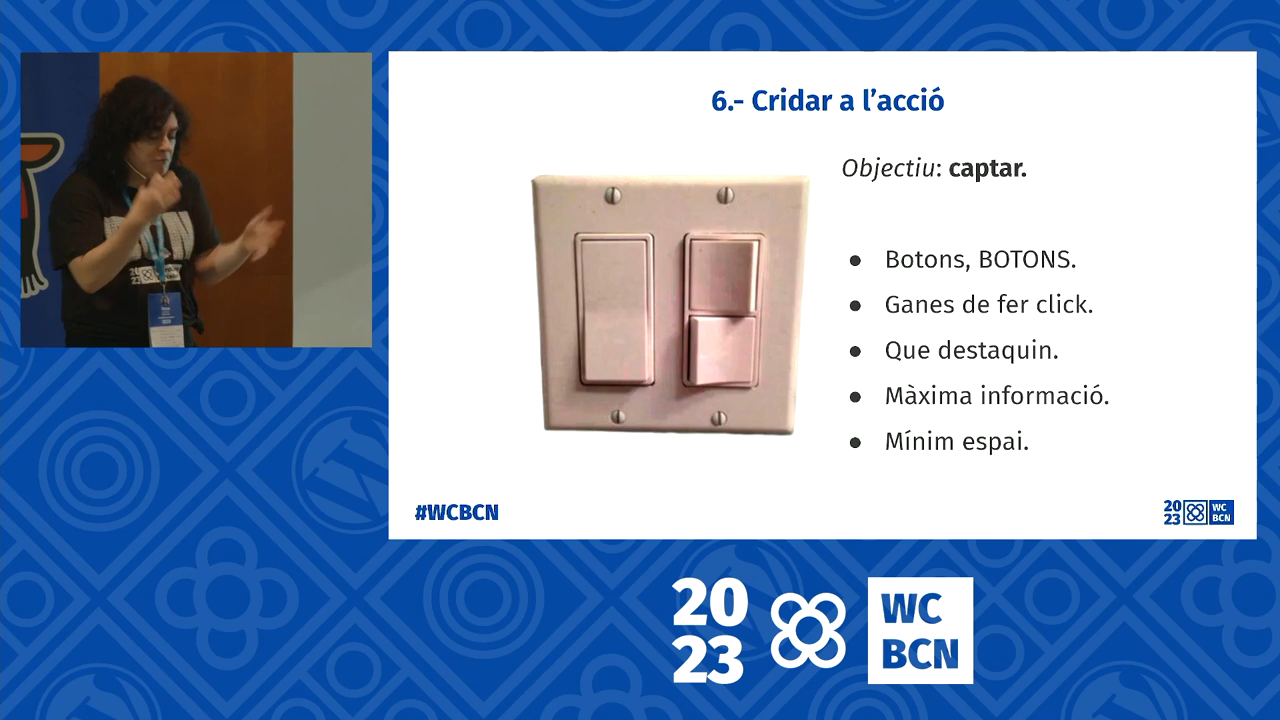 6.- Cridar a l'acció
Objectiu: captar.
● Botons, BOTONS.
● Ganes de fer click.
● Que destaquin.
● Màxima informació.
● Mínim espai.
#WCBCN
20
23
WC
BCN
20
23
WC
BCN